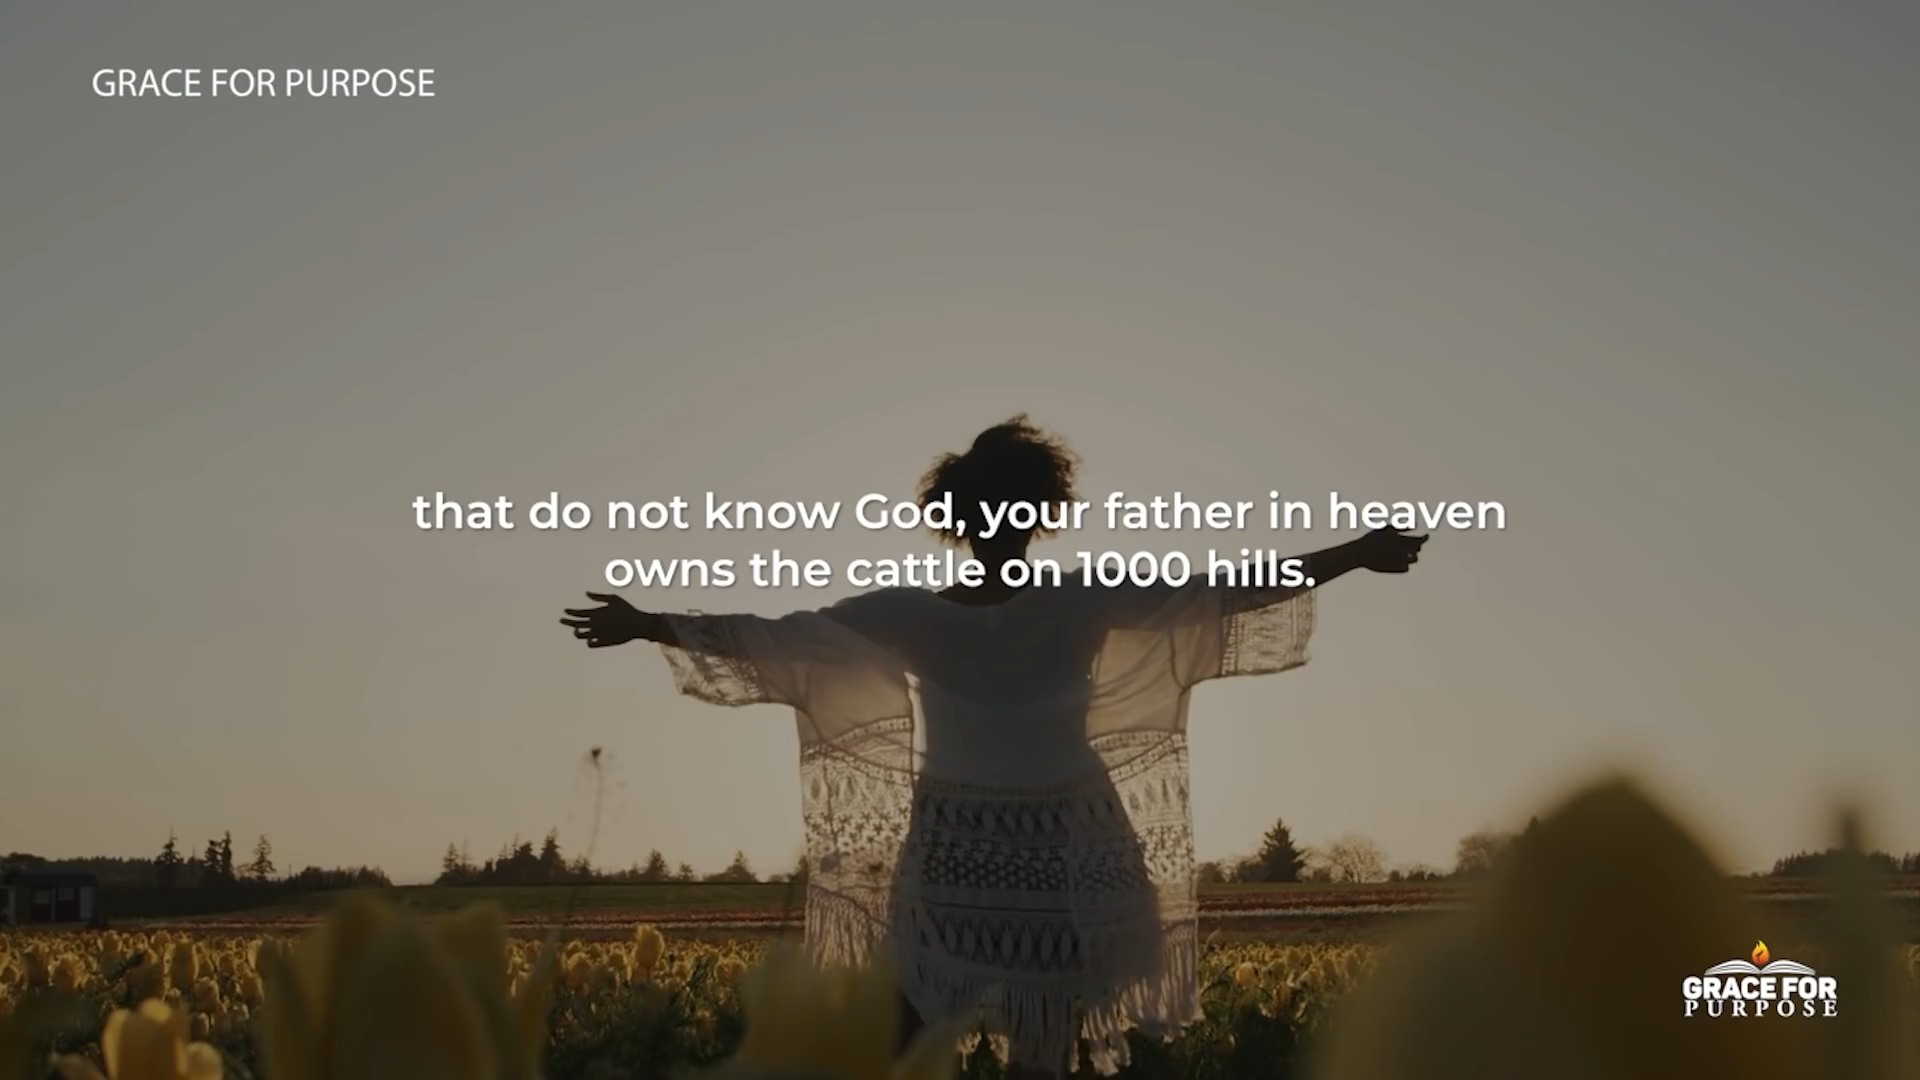 GRACE FOR PURPOSE
that do not know God, your father in heaven
owns the cattle on 1000 hills.
GRACE FOR
PURPOSE